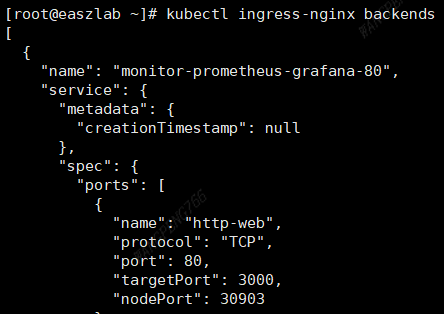 [root@easzlab ~]# kubectl ingress-nginx backends
[
  {
    "name": "monitor-prometheus-grafana-80",
    "service": {
      "metadata": {
        "creationTimestamp": null
      },
      "spec": {
        "ports": [
          {
            "name": "http-web",
            "protocol": "TCP",
            "port": 80,
            "targetPort": 3000,
            "nodePort": 30903